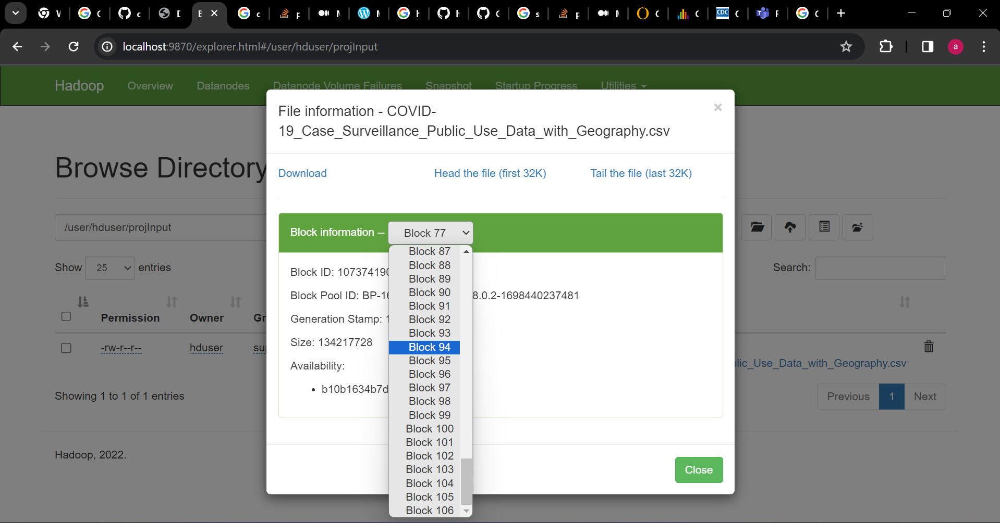 localhost:9870/explorer.html#/user/hduser/projInput
a
Hadoop Overview Datanodes Datanode Volume Failures Snapshot Startup Progress Utilities
File information - COVID-
19_Case_Surveillance_Public_Use_Data_with_Geography.csv
×
Browse Directory
Download Head the file (first 32K) Tail the file (last 32K)
/user/hduser/projInput
Block information -- Block 77
Block 87
Block 88
Block 89
Block 90
Block 91
Block 92
Block 93
Block 94
Block 95
Block 96
Block 97
Block 98
Block 99
Block 100
Block 101
Block 102
Block 103
Block 104
Block 105
Block 106
Block ID: 107374190
Block Pool ID: BP-16 8.0.2-1698440237481
Generation Stamp: 1
Size: 134217728
Availability:
b10b1634b7d
Show 25 entries
Search:
Permission Owner Gr
-rw-r--r-- hduser su
lic_Use_Data_with_Geography.csv
Showing 1 to 1 of 1 entries
Previous 1 Next
Hadoop, 2022.
Close